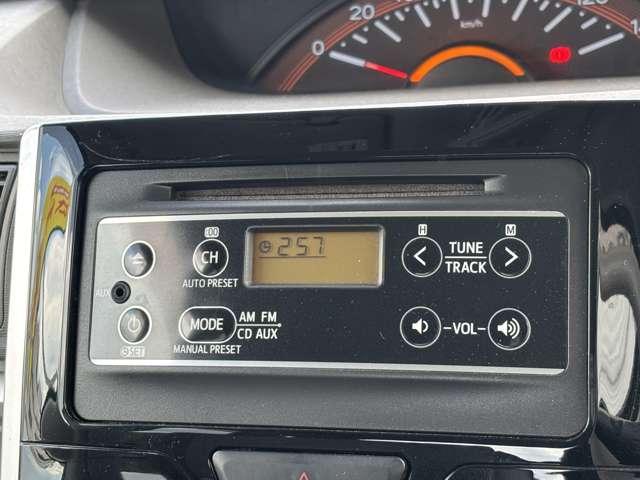 0 20
km/h
120
:00
H
M
CH
2:57
TUNE
TRACK
AUTO PRESET
AUX
MODE
AM FM
CD AUX
VOL
SET
MANUAL PRESET